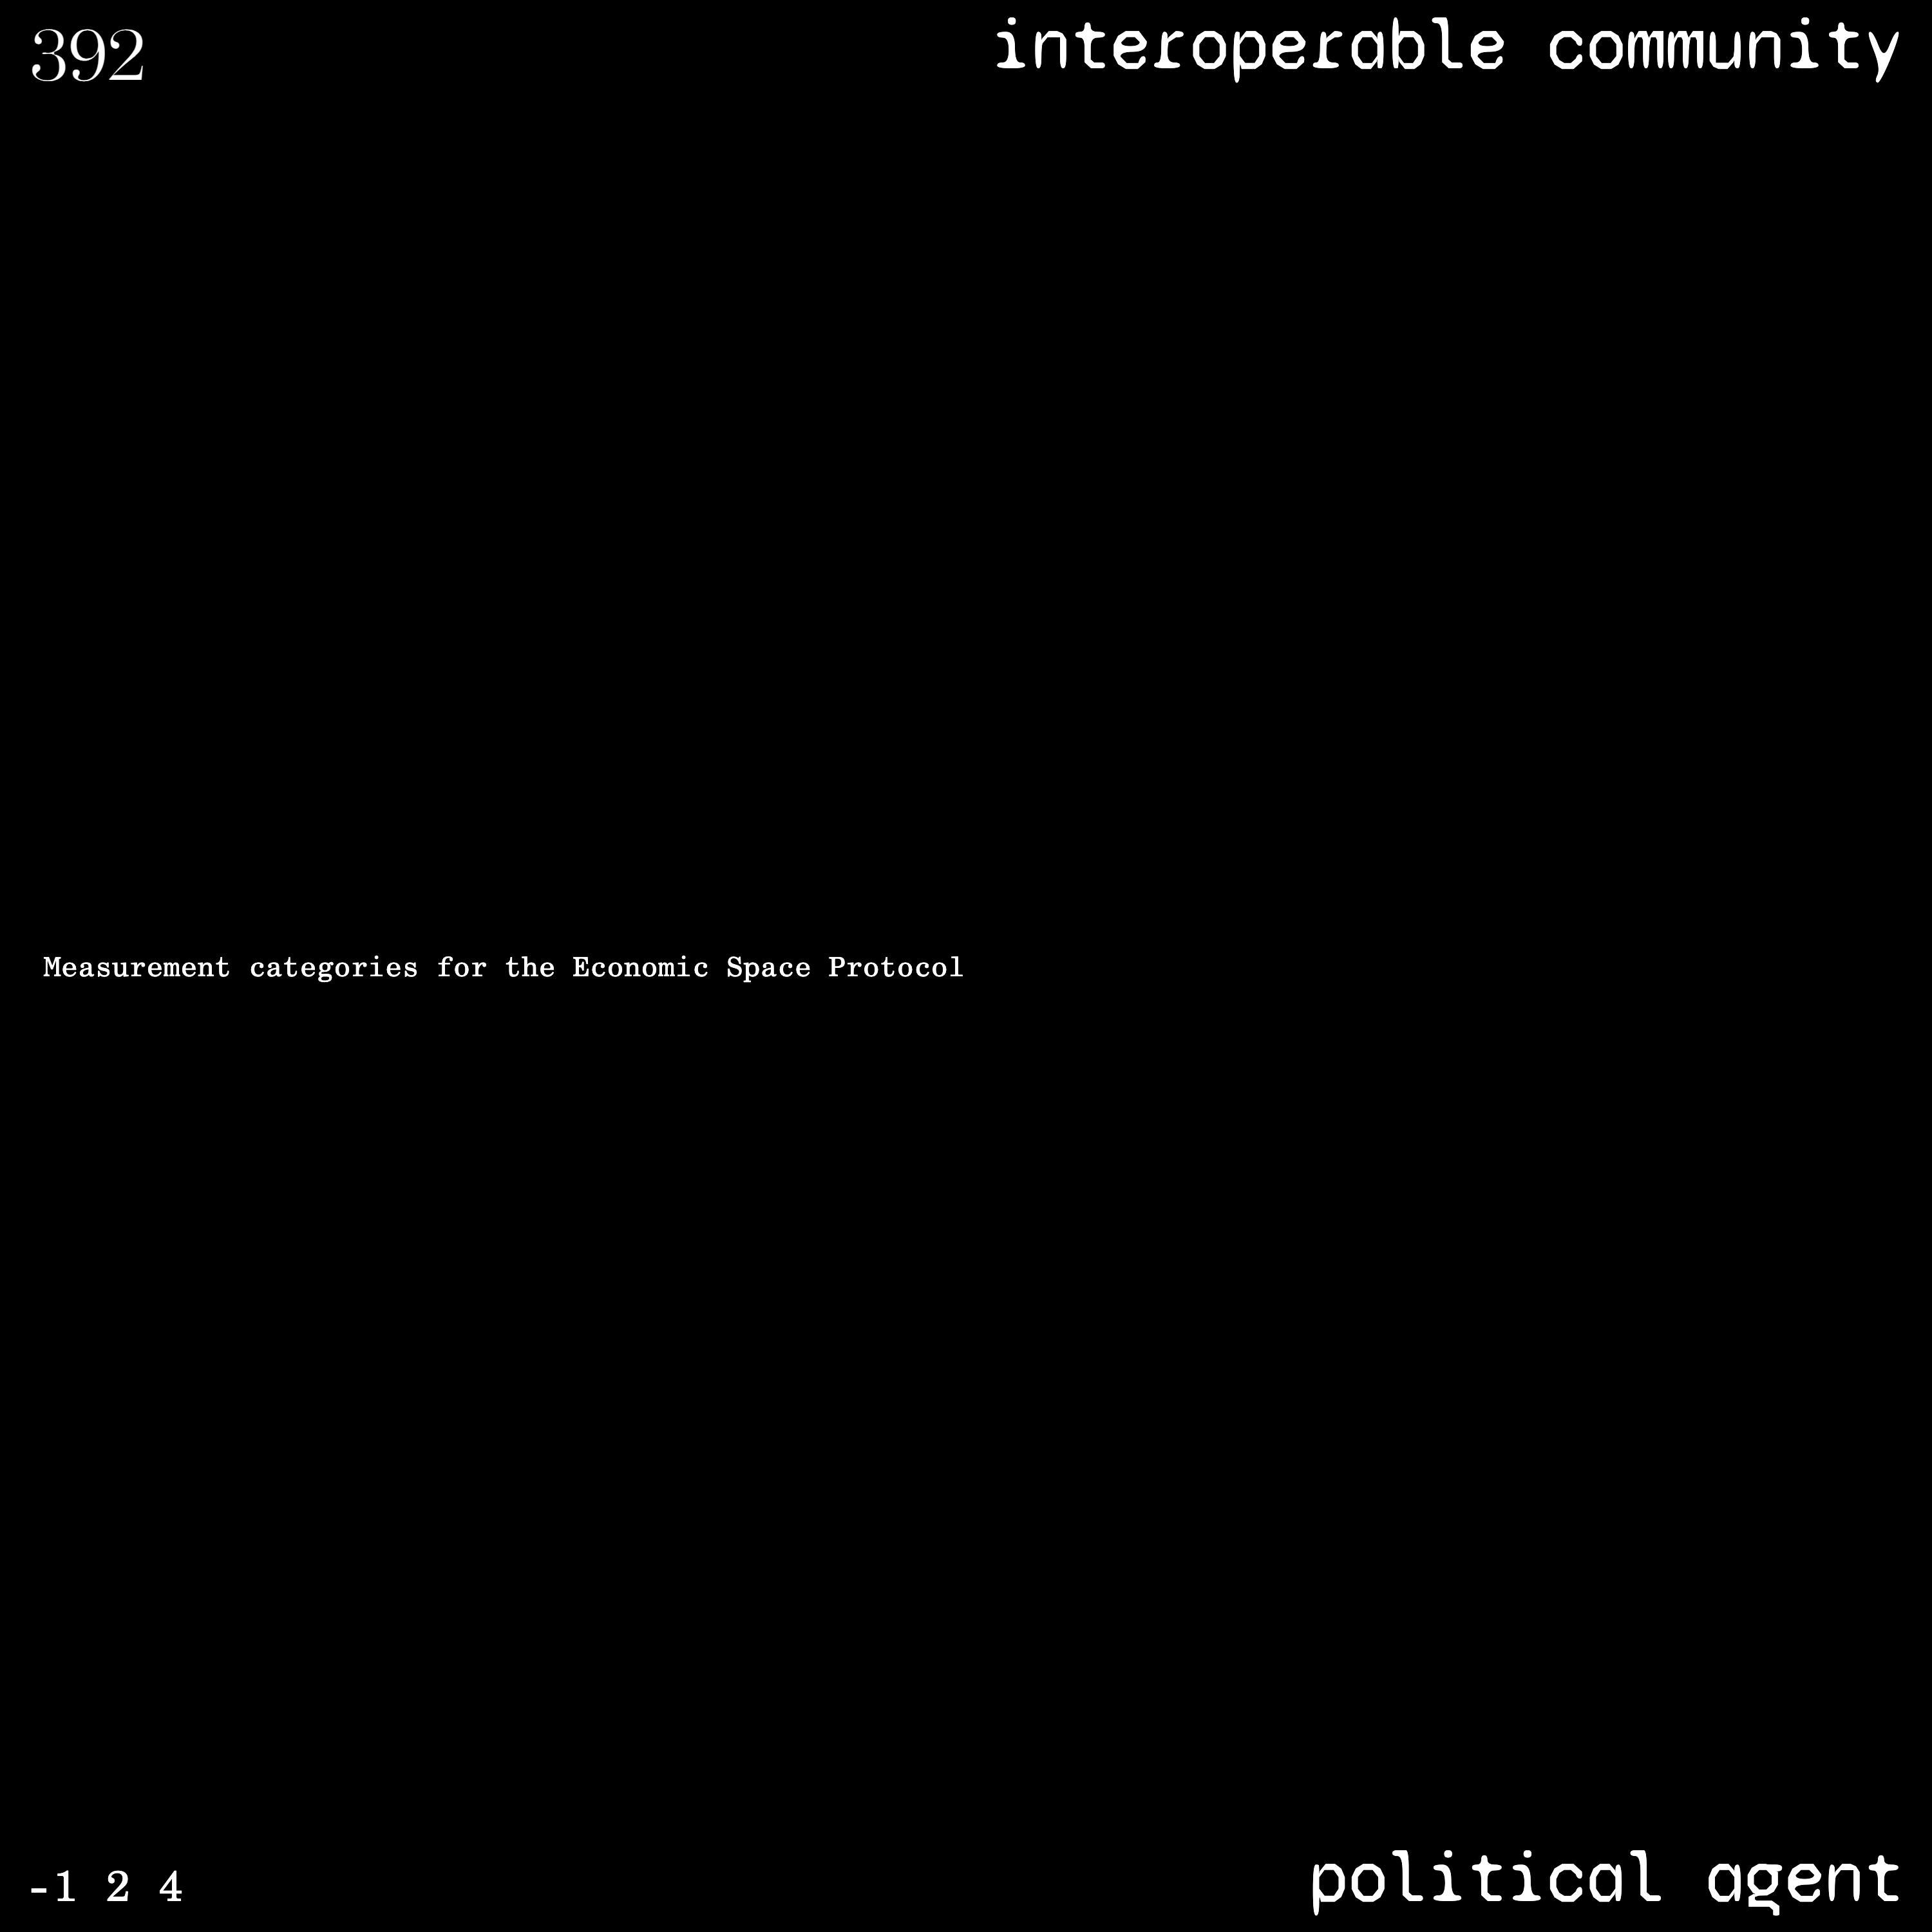 392
interoperable community
Measurement categories for the Economic Space Protocol
-1 2 4
political agent